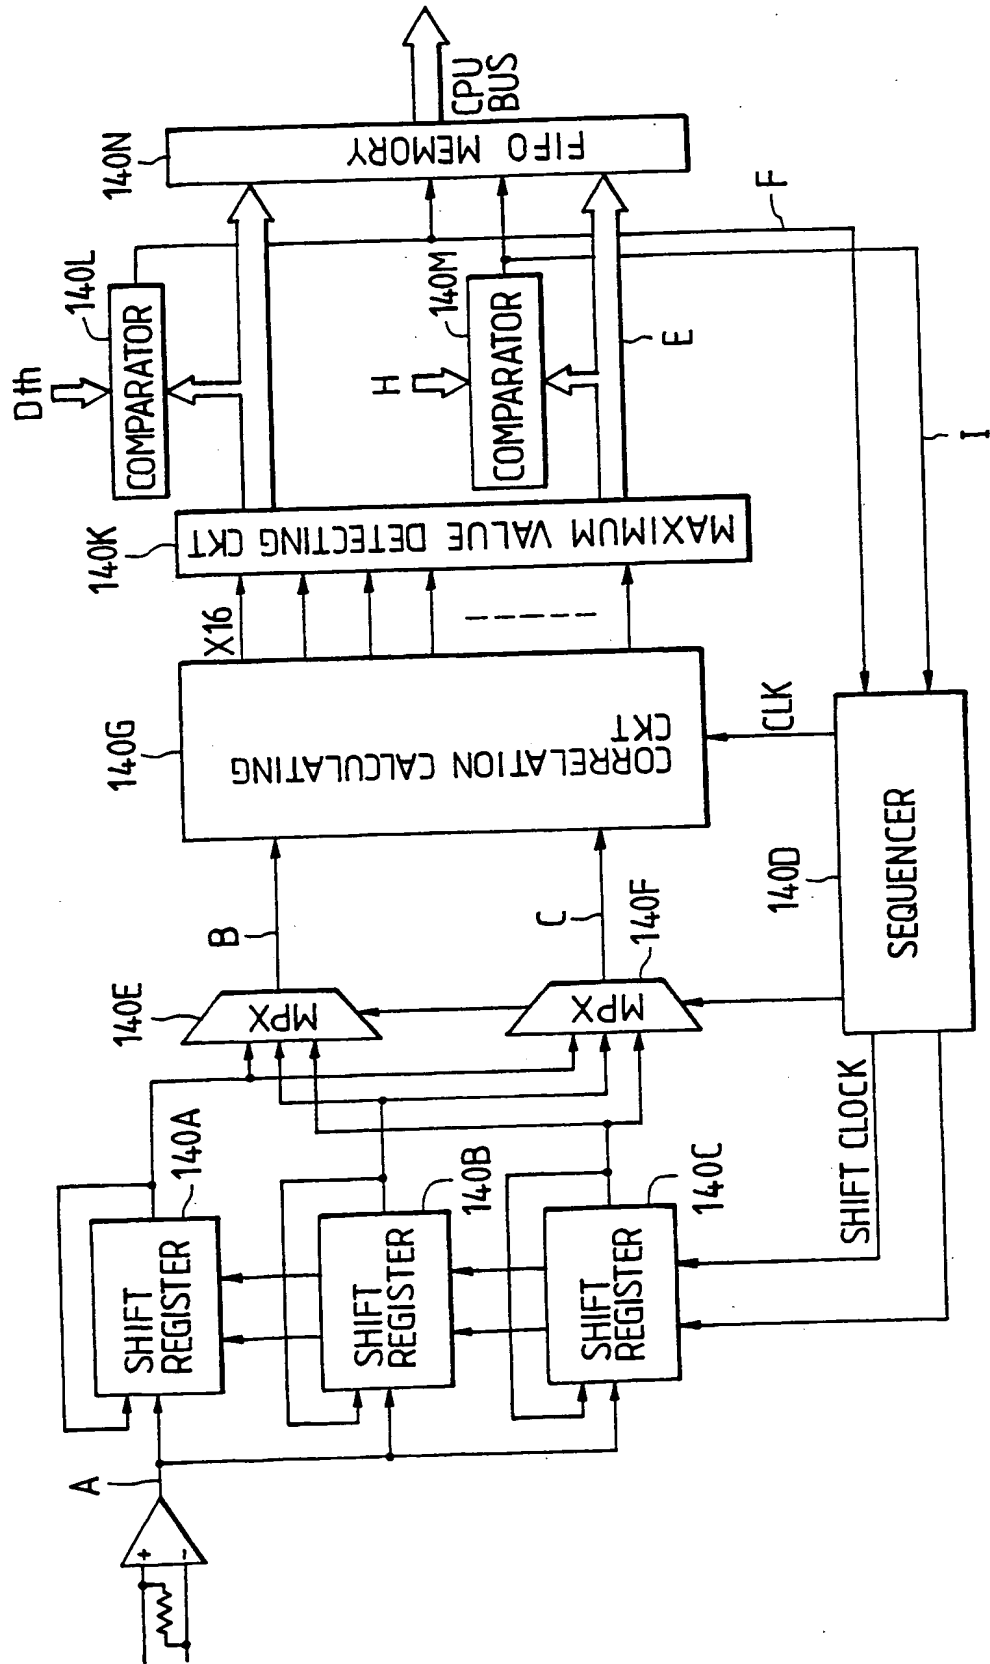 A
+
-
SHIFT
REGISTER
140A
SHIFT
REGISTER
140B
SHIFT
REGISTER
140C
SHIFT CLOCK
140E
MPX
B
140F
MPX
C
140D
SEQUENCER
CLK
140G
CORRELATION CALCULATING
CKT
X16
140K
MAXIMUM VALUE DETECTING CKT
Dth
COMPARATOR
140L
H
COMPARATOR
140M
E
F
I
140N
FIFO MEMORY
CPU
BUS